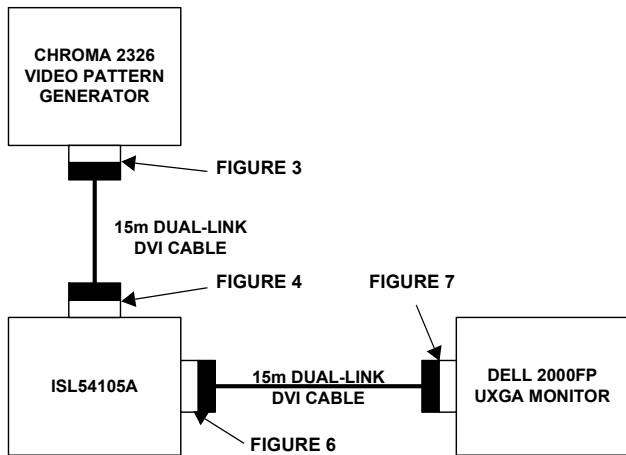 CHROMA 2326
VIDEO PATTERN
GENERATOR
FIGURE 3
15m DUAL-LINK
DVI CABLE
FIGURE 4
FIGURE 7
ISL54105A
15m DUAL-LINK
DVI CABLE
DELL 2000FP
UXGA MONITOR
FIGURE 6